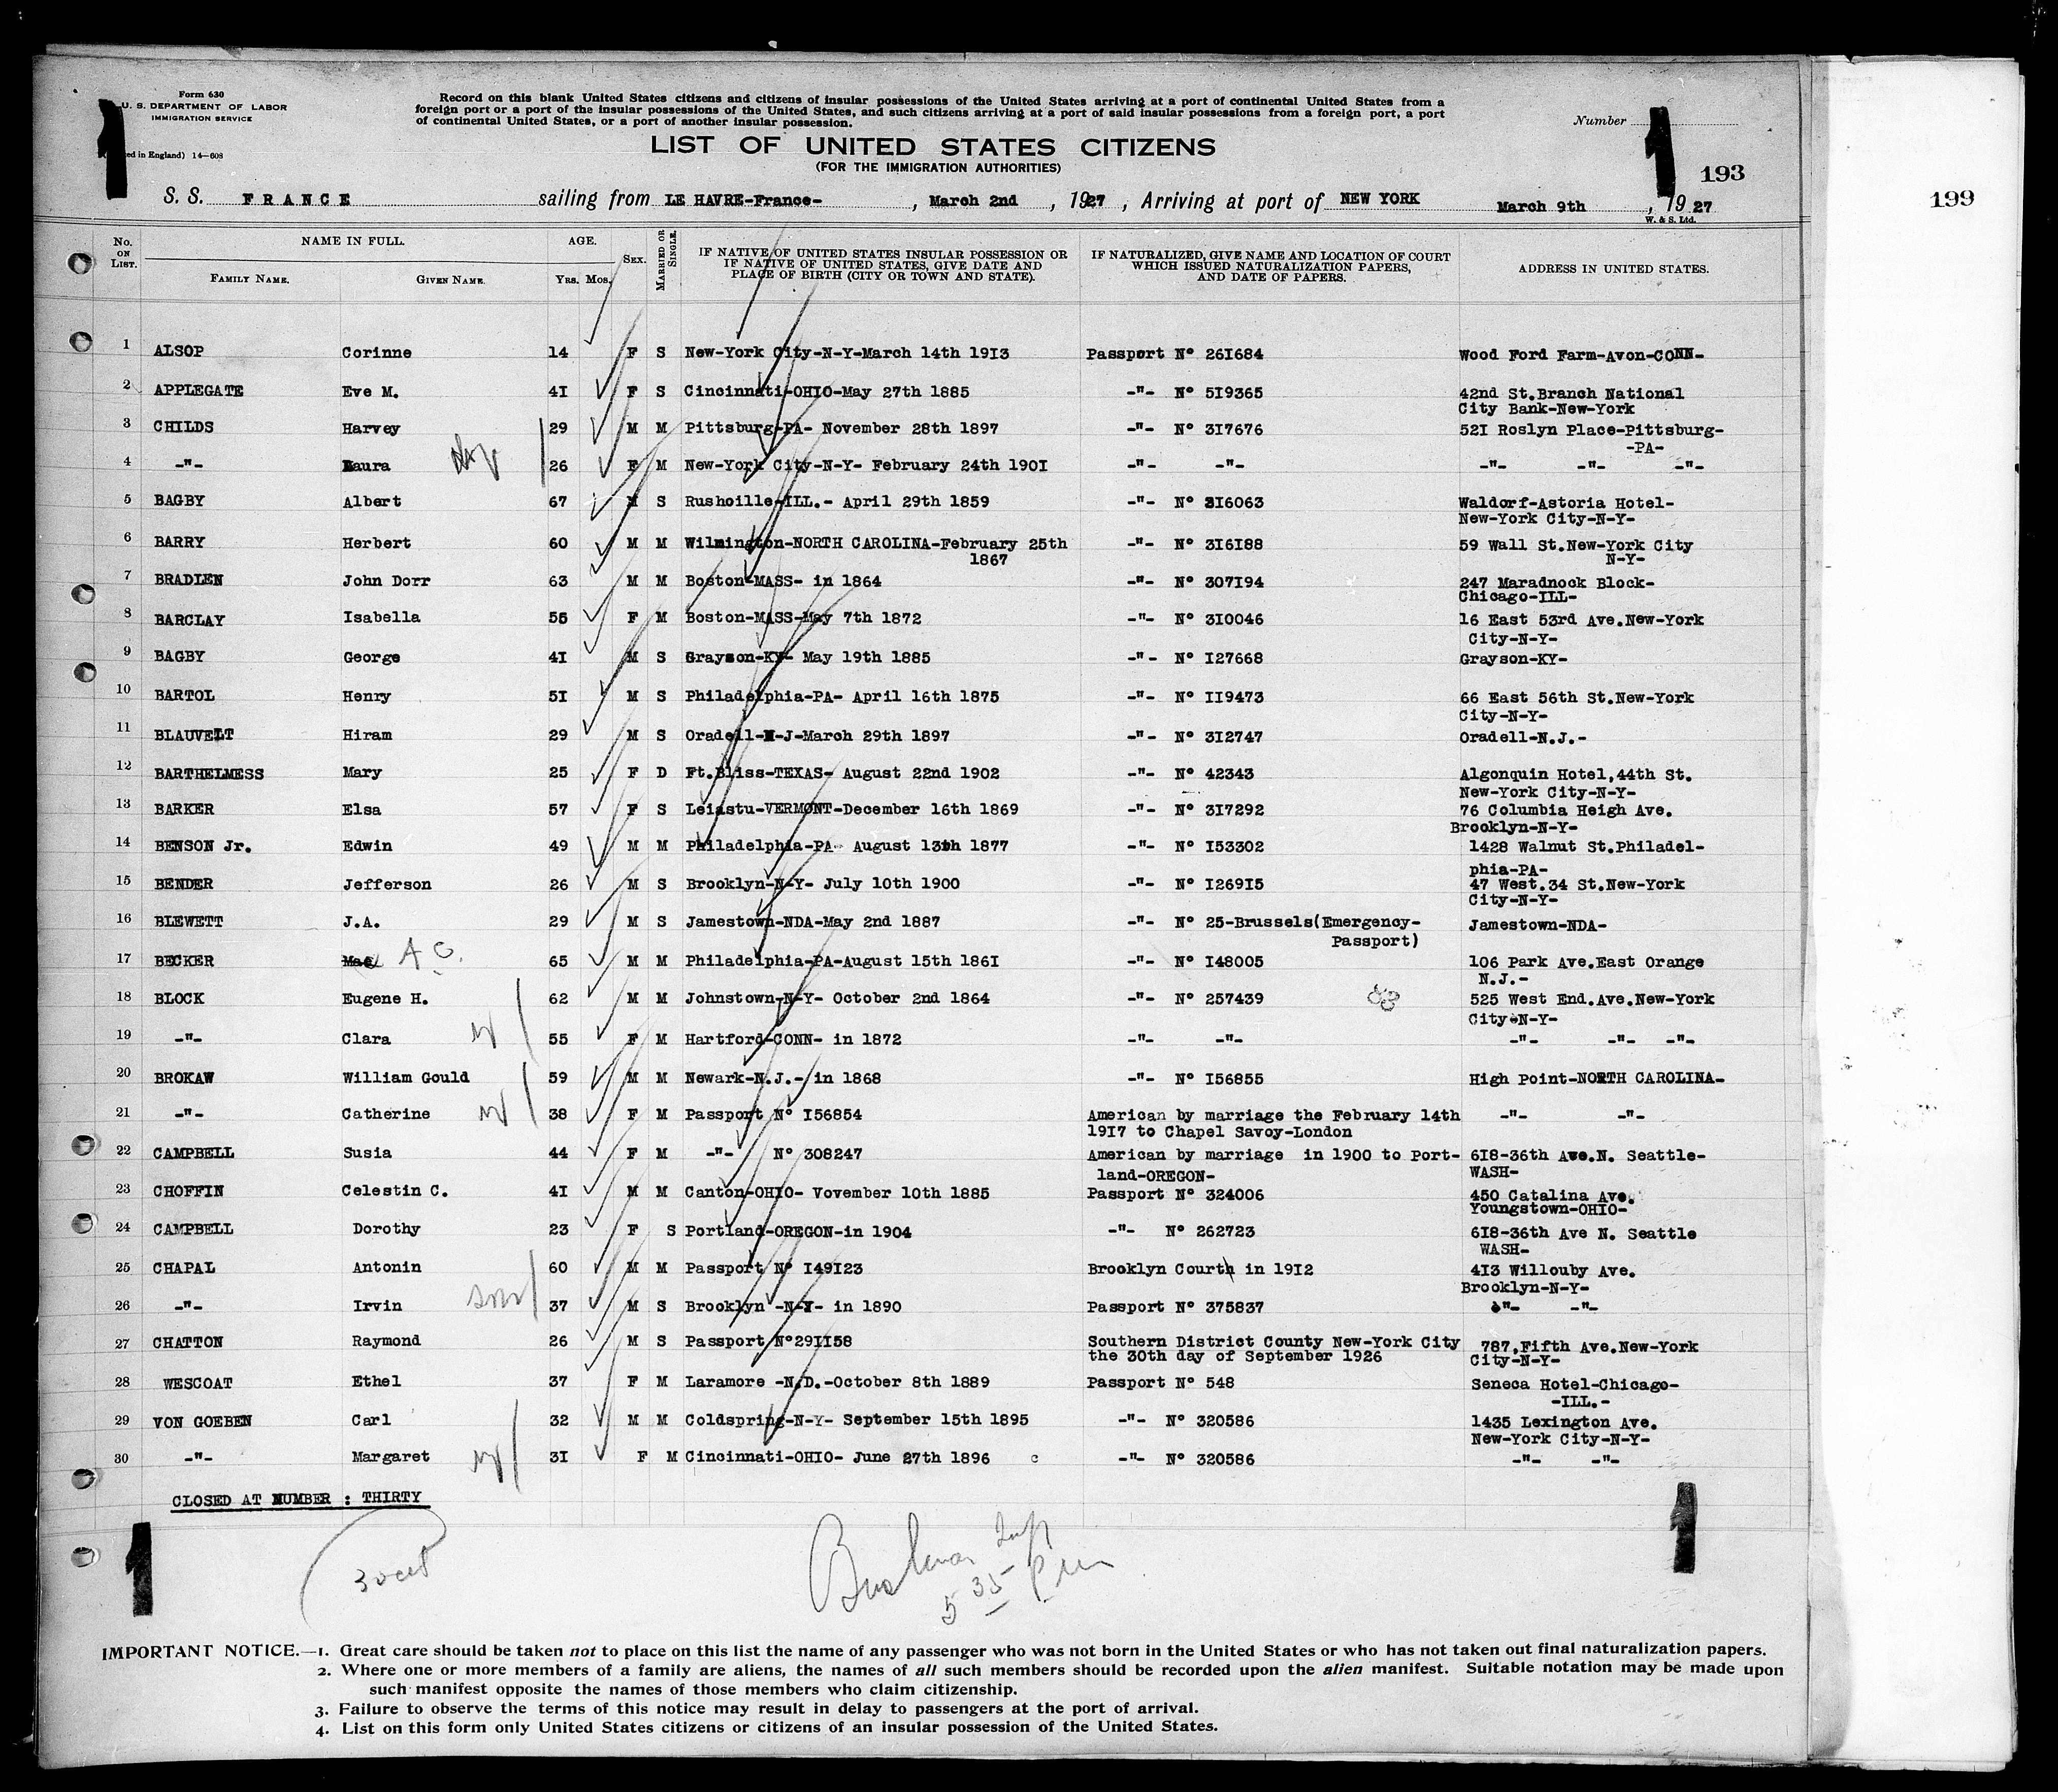 Form 630
U. S. DEPARTMENT OF LABOR
IMMIGRATION SERVICE
ed in England) 14—608
Record on this blank United States citizens and citizens of insular possessions of the United States arriving at a port of continental United States from a
foreign port or a port of the insular possessions of the United States, and such citizens arriving at a port of said insular possessions from a foreign port, a port
of continental United States, or a port of another insular possession.
Number
LIST OF UNITED STATES CITIZENS
(FOR THE IMMIGRATION AUTHORITIES)
1 1 193
199
S. S. FRANCE sailing from LE HAVRE-France- , March 2nd , 1927 , Arriving at port of NEW YORK March 9th , 1927
W. & S. Ltd.
No. ON LIST. NAME IN FULL. AGE. SEX. MARRIED OR SINGLE. IF NATIVE OF UNITED STATES INSULAR POSSESSION OR IF NATIVE OF UNITED STATES, GIVE DATE AND PLACE OF BIRTH (CITY OR TOWN AND STATE). IF NATURALIZED, GIVE NAME AND LOCATION OF COURT WHICH ISSUED NATURALIZATION PAPERS, AND DATE OF PAPERS. ADDRESS IN UNITED STATES.
FAMILY NAME. GIVEN NAME. YRS. MOS.
1 ALSOP Corinne 14 F S New-York City-N-Y-March 14th 1913 Passport N° 261684 Wood Ford Farm-Avon-CONN-
2 APPLEGATE Eve M. 41 F S Cincinnati-OHIO-May 27th 1885 -"- N° 519365 42nd St.Branch National
City Bank-New-York
3 CHILDS Harvey 29 M M Pittsburg-PA- November 28th 1897 -"- N° 317676 521 Roslyn Place-Pittsburg-
-PA-
4 -"- Laura 26 F M New-York City-N-Y- February 24th 1901 -"- -"- -"- -"- -"-
5 BAGBY Albert 67 M S Rushoille-ILL.- April 29th 1859 -"- N° 316063 Waldorf-Astoria Hotel-
New-York City-N-Y-
6 BARRY Herbert 60 M M Wilmington-NORTH CAROLINA-February 25th -"- N° 316188 59 Wall St.New-York City
1867 N-Y-
7 BRADLEN John Dorr 63 M M Boston-MASS- in 1864 -"- N° 307194 247 Maradnock Block-
Chicago-ILL-
8 BARCLAY Isabella 55 F M Boston-MASS-May 7th 1872 -"- N° 310046 16 East 53rd Ave.New-York
City-N-Y-
9 BAGBY George 41 M S Grayson-KY- May 19th 1885 -"- N° 127668 Grayson-KY-
10 BARTOL Henry 51 M S Philadelphia-PA- April 16th 1875 -"- N° 119473 66 East 56th St.New-York
City-N-Y-
11 BLAUVELT Hiram 29 M S Oradell-N-J-March 29th 1897 -"- N° 312747 Oradell-N.J.-
12 BARTHELMESS Mary 25 F D Ft.Bliss-TEXAS- August 22nd 1902 -"- N° 42343 Algonquin Hotel,44th St.
New-York City-N-Y-
13 BARKER Elsa 57 F S Leiastu-VERMONT-December 16th 1869 -"- N° 317292 76 Columbia Heigh Ave.
Brooklyn-N-Y-
14 BENSON Jr. Edwin 49 M M Philadelphia-PA- August 13th 1877 -"- N° 153302 1428 Walnut St.Philadel-
phia-PA-
15 BENDER Jefferson 26 M S Brooklyn-N-Y- July 10th 1900 -"- N° 126915 47 West.34 St.New-York
City-N-Y-
16 BLEWETT J.A. 29 M S Jamestown-NDA-May 2nd 1887 -"- N° 25-Brussels(Emergency- Jamestown-NDA-
Passport)
17 BECKER Mac A C. 65 M M Philadelphia-PA-August 15th 1861 -"- N° 148005 106 Park Ave.East Orange
N.J.-
18 BLOCK Eugene H. 62 M M Johnstown-N-Y- October 2nd 1864 -"- N° 257439 525 West End.Ave.New-York
City-N-Y-
19 -"- Clara 55 F M Hartford-CONN- in 1872 -"- -"- -"- -"- -"-
20 BROKAW William Gould 59 M M Newark-N.J.- in 1868 -"- N° 156855 High Point-NORTH CAROLINA-
21 -"- Catherine 38 F M Passport N° 156854 American by marriage the February 14th -"- -"-
1917 to Chapel Savoy-London
22 CAMPBELL Susia 44 F M -"- N° 308247 American by marriage in 1900 to Port- 618-36th Ave.N. Seattle-
land-OREGON- WASH-
23 CHOFFIN Celestin C. 41 M M Canton-OHIO- Vovember 10th 1885 Passport N° 324006 450 Catalina Ave.
Youngstown-OHIO-
24 CAMPBELL Dorothy 23 F S Portland-OREGON-in 1904 -"- N° 262723 618-36th Ave N. Seattle
WASH-
25 CHAPAL Antonin 60 M M Passport N° 149123 Brooklyn Courth in 1912 413 Willouby Ave.
Brooklyn-N-Y-
26 -"- Irvin 37 M S Brooklyn -N-Y- in 1890 Passport N° 375837 -"- -"-
27 CHATTON Raymond 26 M S Passport N°291158 Southern District County New-York City 787,Fifth Ave.New-York
the 30th day of September 1926 City-N-Y-
28 WESCOAT Ethel 37 F M Laramore -N.D.-October 8th 1889 Passport N° 548 Seneca Hotel-Chicago-
-ILL.-
29 VON GOEBEN Carl 32 M M Coldspring-N-Y- September 15th 1895 -"- N° 320586 1435 Lexington Ave.
New-York City-N-Y-
30 -"- Margaret 31 F M Cincinnati-OHIO- June 27th 1896 c -"- N° 320586 -"- -"-
CLOSED AT NUMBER : THIRTY
1 1
5 35 Pm
IMPORTANT NOTICE.—1. Great care should be taken not to place on this list the name of any passenger who was not born in the United States or who has not taken out final naturalization papers.
2. Where one or more members of a family are aliens, the names of all such members should be recorded upon the alien manifest. Suitable notation may be made upon
such manifest opposite the names of those members who claim citizenship.
3. Failure to observe the terms of this notice may result in delay to passengers at the port of arrival.
4. List on this form only United States citizens or citizens of an insular possession of the United States.